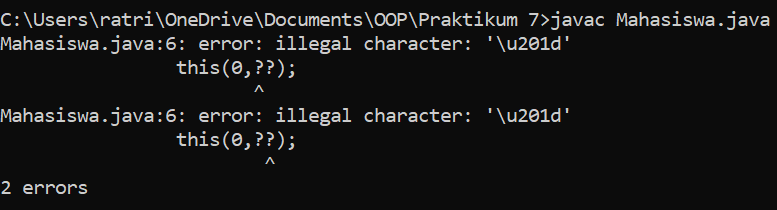 C:\Users\ratri\OneDrive\Documents\OOP\Praktikum 7>javac Mahasiswa.java
Mahasiswa.java:6: error: illegal character: '\u201d'
this(0,??);
^
Mahasiswa.java:6: error: illegal character: '\u201d'
this(0,??);
^
2 errors